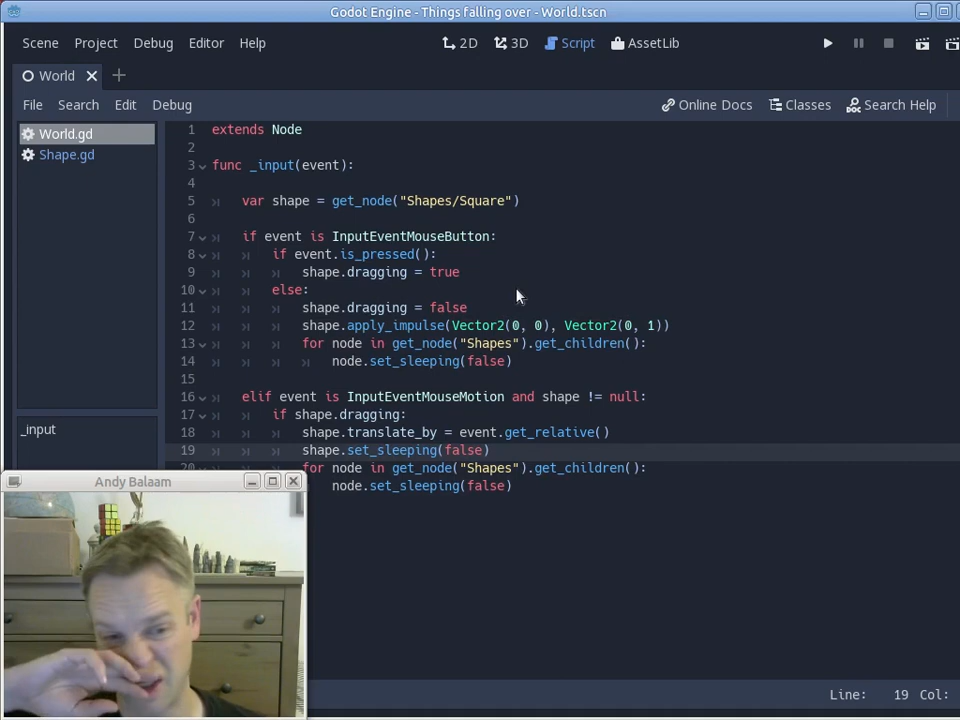 Godot Engine - Things falling over - World.tscn
Scene Project Debug Editor Help 2D 3D Script AssetLib
World
File Search Edit Debug Online Docs Classes Search Help
World.gd
Shape.gd
_input
1 extends Node
2
3 func _input(event):
4
5 var shape = get_node("Shapes/Square")
6
7 if event is InputEventMouseButton:
8 if event.is_pressed():
9 shape.dragging = true
10 else:
11 shape.dragging = false
12 shape.apply_impulse(Vector2(0, 0), Vector2(0, 1))
13 for node in get_node("Shapes").get_children():
14 node.set_sleeping(false)
15
16 elif event is InputEventMouseMotion and shape != null:
17 if shape.dragging:
18 shape.translate_by = event.get_relative()
19 shape.set_sleeping(false)
20 for node in get_node("Shapes").get_children():
node.set_sleeping(false)
Andy Balaam
Line: 19 Col: